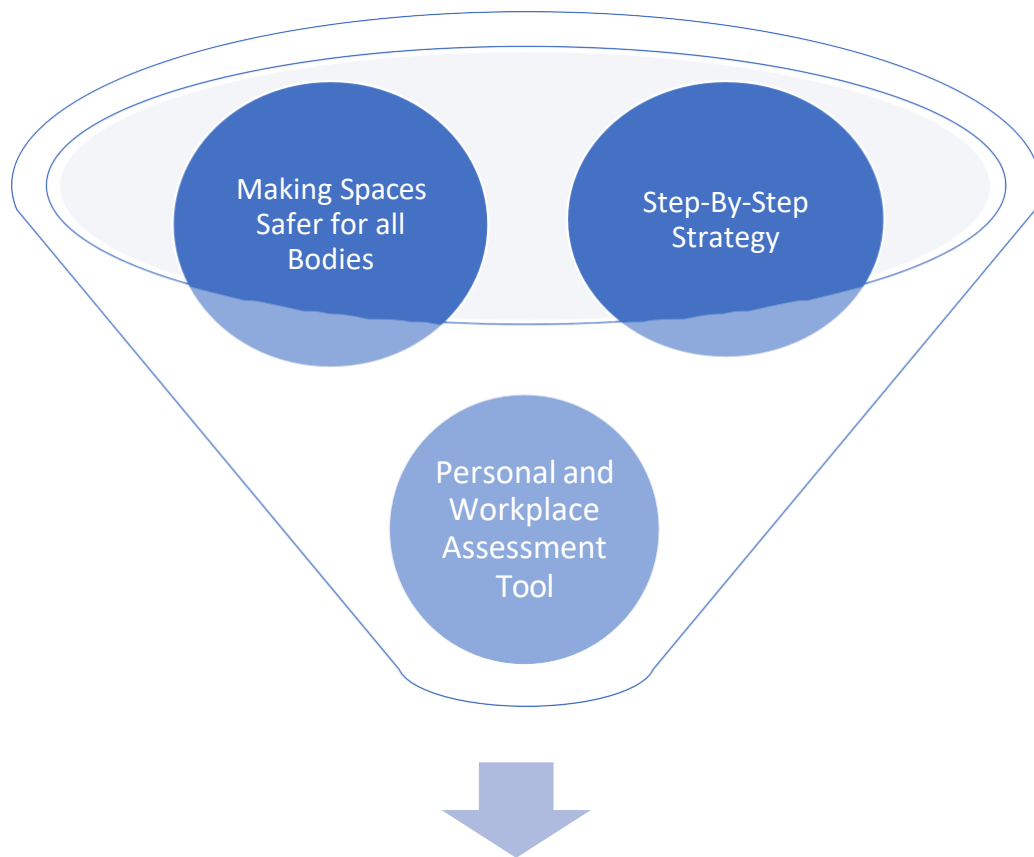 Making Spaces
Safer for all
Bodies
Step-By-Step
Strategy
Personal and
Workplace
Assessment
Tool